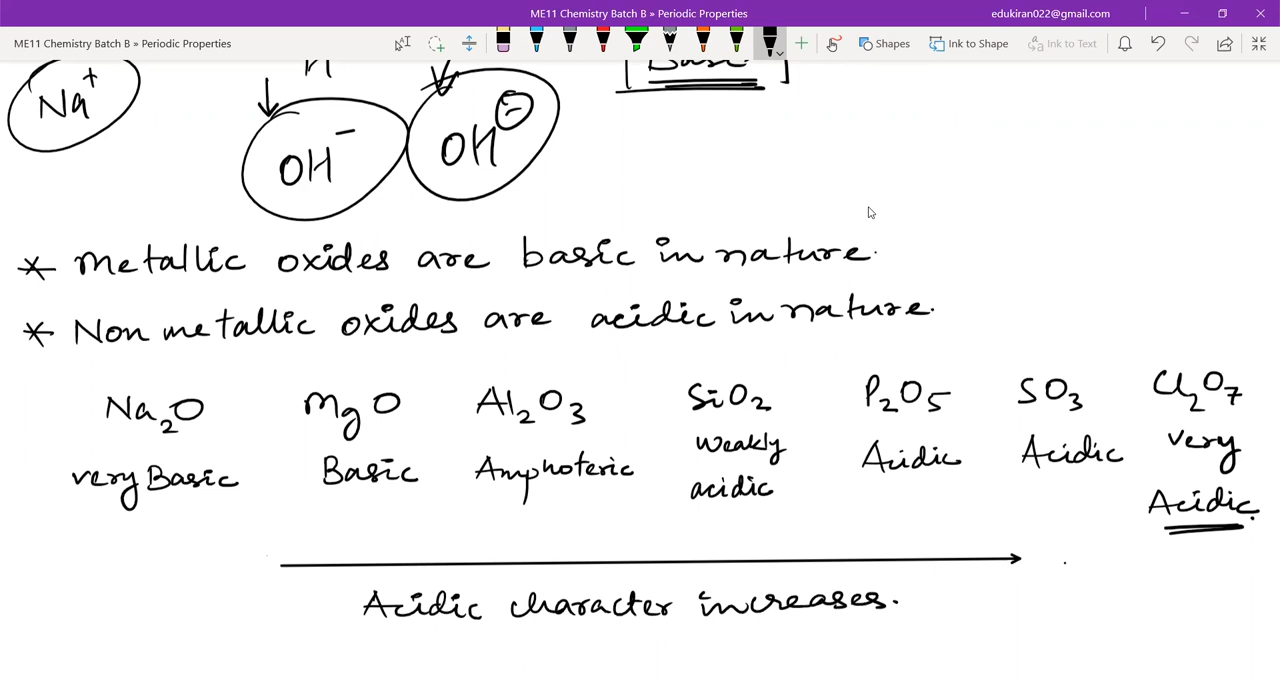 ME11 Chemistry Batch B » Periodic Properties
edukiran022@gmail.com
ME11 Chemistry Batch B » Periodic Properties
Shapes
Ink to Shape
Ink to Text
Na⁺
H
[Base]
OH⁻
OH⊖
* Metallic oxides are basic in nature.
* Non metallic oxides are acidic in nature.
Na₂O MgO Al₂O₃ SiO₂ P₂O₅ SO₃ Cl₂O₇
very Basic Basic Amphoteric weakly acidic Acidic Acidic very Acidic.
Acidic character increases.